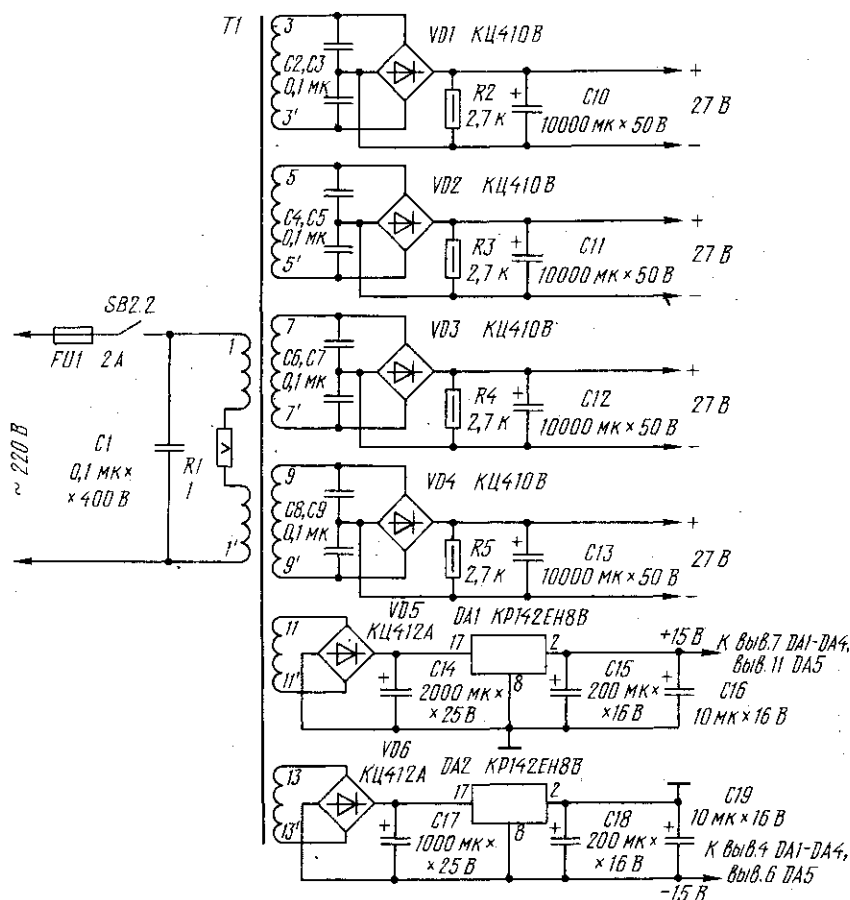 T1
3
C2,C3
0,1 мк
3'
VD1 КЦ410В
R2
2,7 к
+
C10
10000 мк × 50 В
+
27 В
−
5
C4,C5
0,1 мк
5'
VD2 КЦ410В
R3
2,7 к
+
C11
10000 мк × 50 В
+
27 В
−
7
C6,C7
0,1 мк
7'
VD3 КЦ410В
R4
2,7 к
+
C12
10000 мк × 50 В
+
27 В
−
9
C8,C9
0,1 мк
9'
VD4 КЦ410В
R5
2,7 к
+
C13
10000 мк × 50 В
+
27 В
−
SB2.2
FU1 2А
~ 220 В
C1
0,1 мк×
×400 В
R1
1
1
1'
11
11'
VD5
КЦ412А
+
C14
2000 мк×
×25 В
DA1 КР142ЕН8В
17
2
8
+
C15
200 мк×
×16 В
+
C16
10 мк×16 В
+15 В
К выв.7 DA1-DA4,
выв.11 DA5
13
13'
VD6
КЦ412А
+
C17
1000 мк×
×25 В
DA2 КР142ЕН8В
17
2
8
+
C18
200 мк×
×16 В
+
C19
10 мк×16 В
К выв.4 DA1-DA4,
выв.6 DA5
−15 В